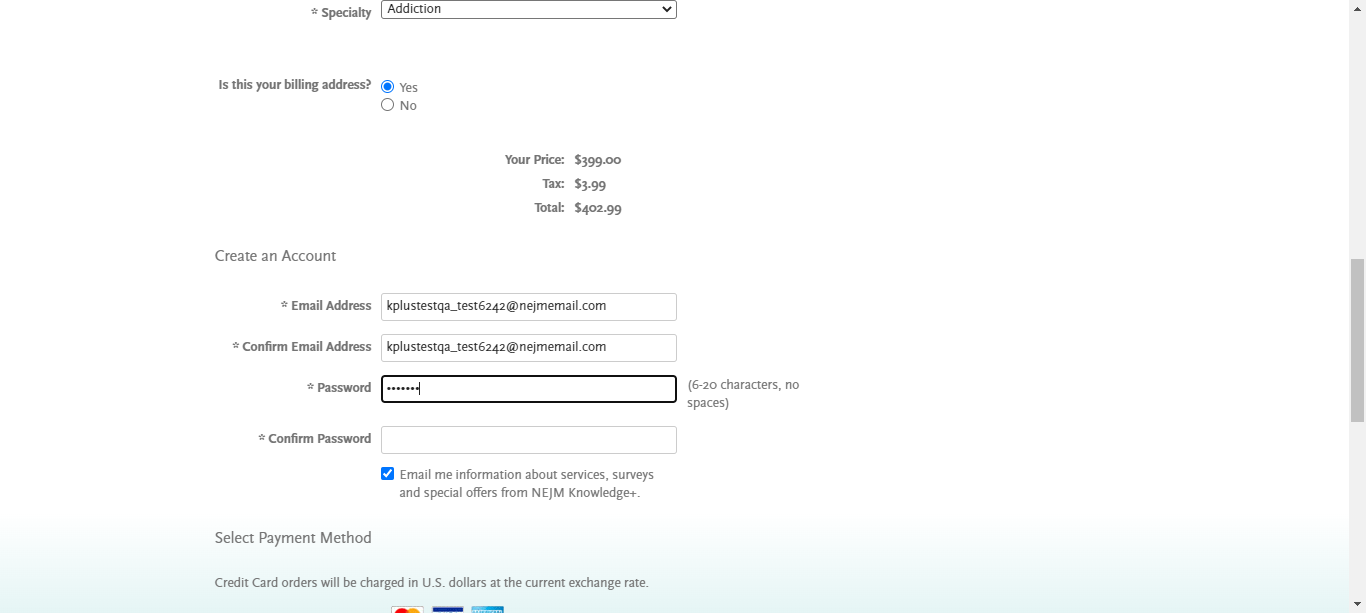 * Specialty Addiction
Is this your billing address? Yes
No
Your Price: $399.00
Tax: $3.99
Total: $402.99
Create an Account
* Email Address kplustestqa_test6242@nejmemail.com
* Confirm Email Address kplustestqa_test6242@nejmemail.com
* Password ••••••• (6-20 characters, no
spaces)
* Confirm Password
Email me information about services, surveys
and special offers from NEJM Knowledge+.
Select Payment Method
Credit Card orders will be charged in U.S. dollars at the current exchange rate.